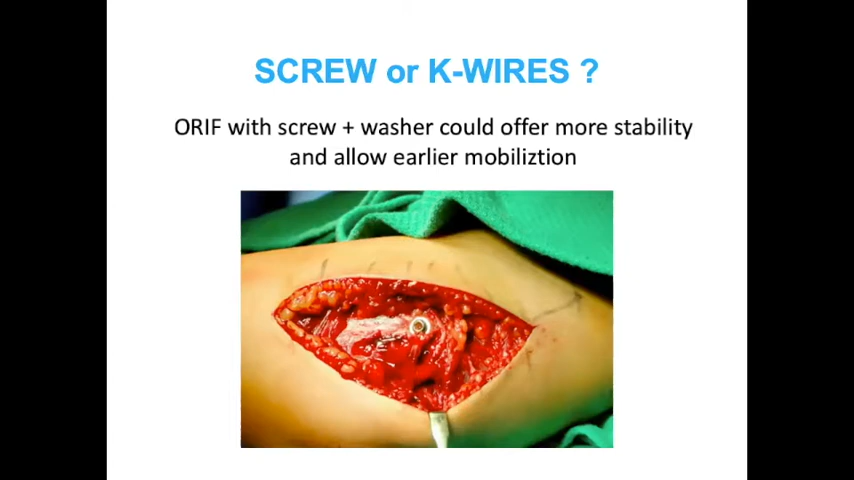 SCREW or K-WIRES ?
ORIF with screw + washer could offer more stability
and allow earlier mobiliztion